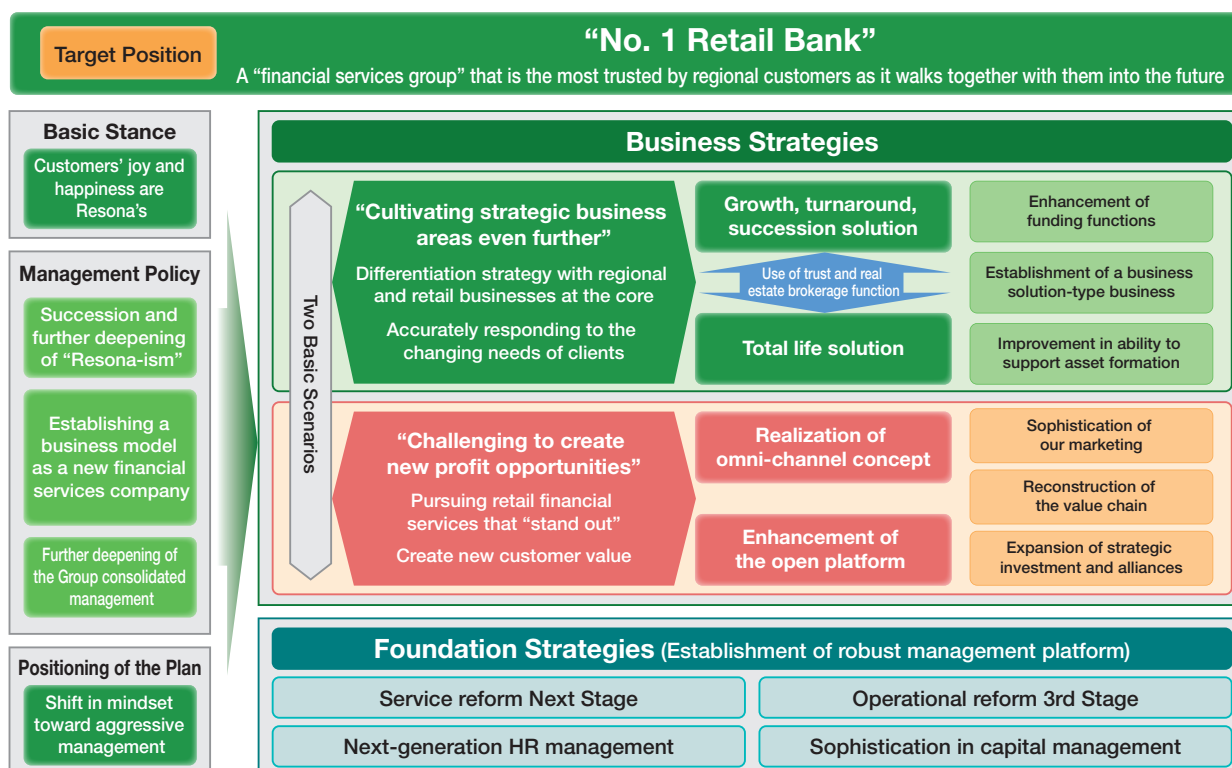 Target Position
“No. 1 Retail Bank”
A “financial services group” that is the most trusted by regional customers as it walks together with them into the future
Basic Stance
Customers’ joy and
happiness are
Resona’s
Management Policy
Succession and
further deepening
of “Resona-ism”
Establishing a
business model
as a new financial
services company
Further deepening of
the Group consolidated
management
Positioning of the Plan
Shift in mindset
toward aggressive
management
Business Strategies
Two Basic Scenarios
“Cultivating strategic business
areas even further”
Differentiation strategy with regional
and retail businesses at the core
Accurately responding to the
changing needs of clients
Growth, turnaround,
succession solution
Use of trust and real
estate brokerage function
Total life solution
Enhancement of
funding functions
Establishment of a business
solution-type business
Improvement in ability to
support asset formation
“Challenging to create
new profit opportunities”
Pursuing retail financial
services that “stand out”
Create new customer value
Realization of
omni-channel concept
Enhancement of
the open platform
Sophistication of
our marketing
Reconstruction of
the value chain
Expansion of strategic
investment and alliances
Foundation Strategies (Establishment of robust management platform)
Service reform Next Stage
Operational reform 3rd Stage
Next-generation HR management
Sophistication in capital management